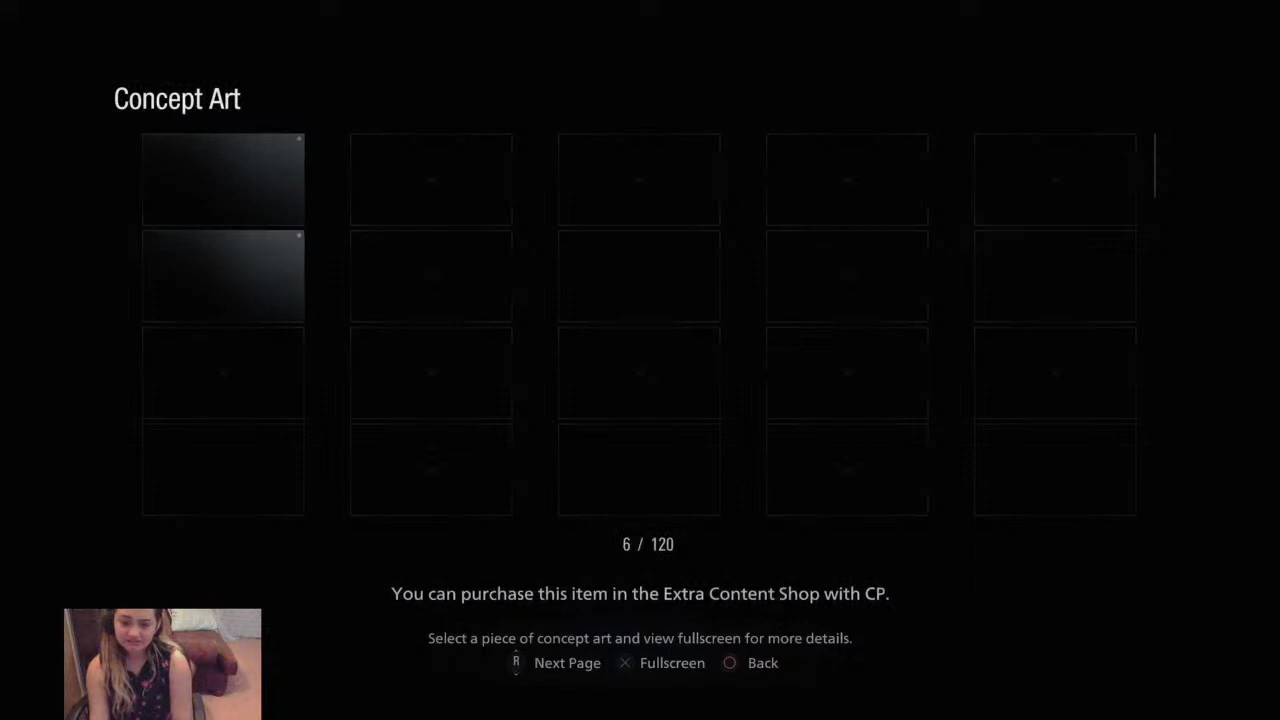 Concept Art
6 / 120
You can purchase this item in the Extra Content Shop with CP.
Select a piece of concept art and view fullscreen for more details.
R Next Page Fullscreen Back